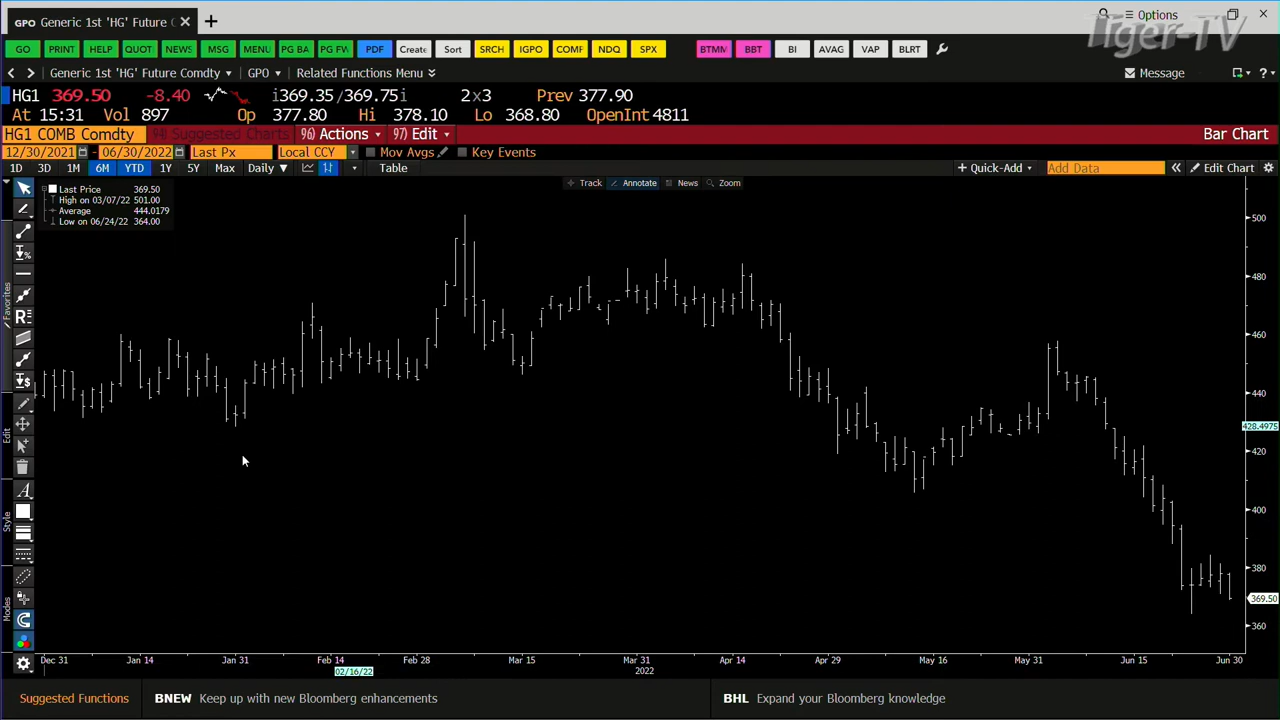 GPO Generic 1st 'HG' Future C × +
Options
Tiger-TV
GO PRINT HELP QUOT NEWS MSG MENU PG BA PG FW PDF Create Sort SRCH IGPO COMF NDQ SPX BTMM BBT BI AVAG VAP BLRT
Generic 1st 'HG' Future Comdty GPO Related Functions Menu Message ?
HG1 369.50 -8.40 i369.35/369.75i 2x3 Prev 377.90
At 15:31 Vol 897 Op 377.80 Hi 378.10 Lo 368.80 OpenInt 4811
HG1 COMB Comdty 94) Suggested Charts 96) Actions 97) Edit Bar Chart
12/30/2021 - 06/30/2022 Last Px Local CCY Mov Avgs Key Events
1D 3D 1M 6M YTD 1Y 5Y Max Daily Table + Quick-Add Add Data « Edit Chart
Track Annotate News Zoom
Last Price 369.50
High on 03/07/22 501.00
Average 444.0179
Low on 06/24/22 364.00
Favorites
Edit
Style
Modes
500
480
460
440
428.4975
420
400
380
369.50
360
Dec 31 Jan 14 Jan 31 Feb 14 Feb 28 Mar 15 Mar 31 Apr 14 Apr 29 May 16 May 31 Jun 15 Jun 30
02/16/22 2022
Suggested Functions BNEW Keep up with new Bloomberg enhancements BHL Expand your Bloomberg knowledge